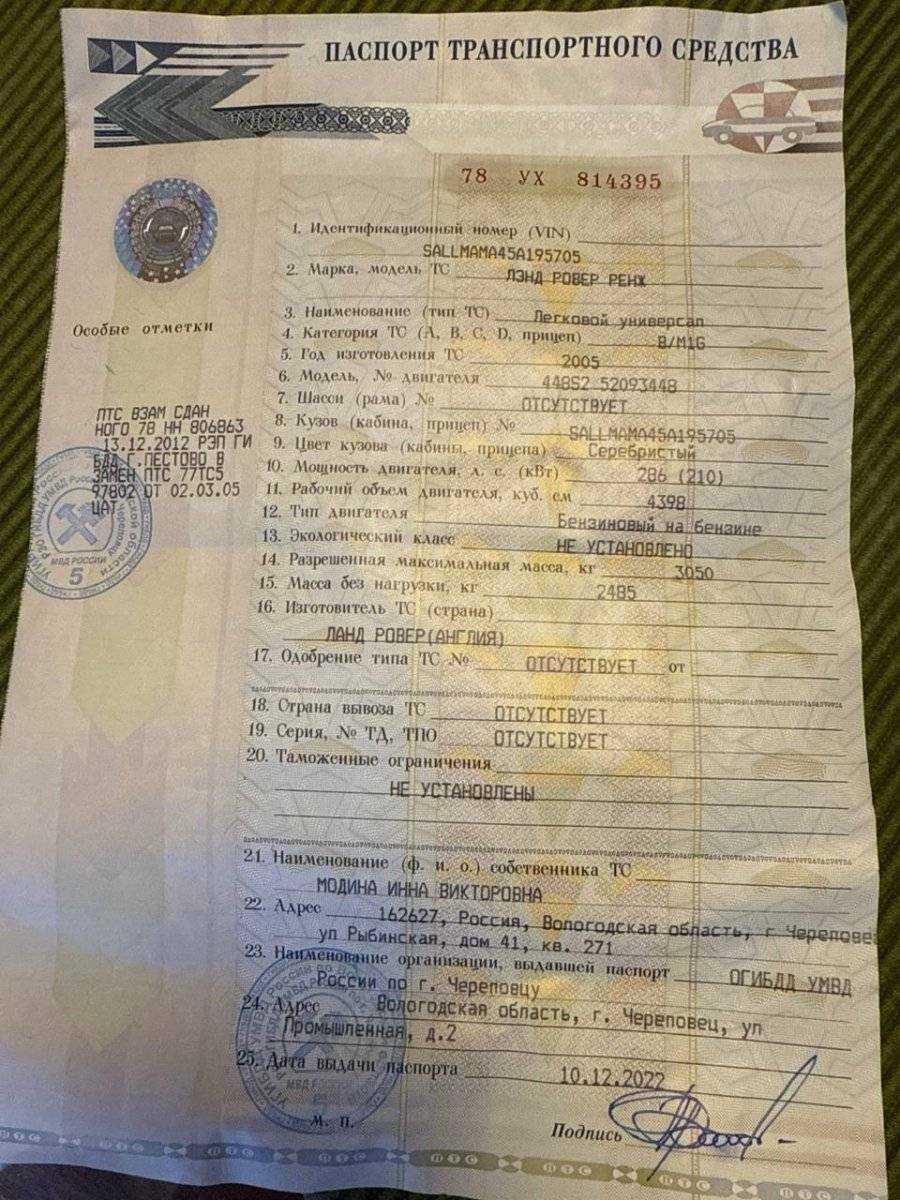 ПАСПОРТ ТРАНСПОРТНОГО СРЕДСТВА
78 УХ 814395
1. Идентификационный номер (VIN)
SALLMAMA45A195705
2. Марка, модель ТС ЛЭНД РОВЕР РЕНЖ
3. Наименование (тип ТС) Легковой универсал
4. Категория ТС (А, В, С, D, прицеп) B/M1G
5. Год изготовления ТС 2005
6. Модель, № двигателя 448S2 52093448
7. Шасси (рама) № ОТСУТСТВУЕТ
8. Кузов (кабина, прицеп) № SALLMAMA45A195705
9. Цвет кузова (кабины, прицепа) Серебристый
10. Мощность двигателя, л. с. (кВт) 286 (210)
11. Рабочий объем двигателя, куб. см 4398
12. Тип двигателя Бензиновый на бензине
13. Экологический класс НЕ УСТАНОВЛЕНО
14. Разрешенная максимальная масса, кг 3050
15. Масса без нагрузки, кг 2485
16. Изготовитель ТС (страна)
ЛАНД РОВЕР(АНГЛИЯ)
17. Одобрение типа ТС № ОТСУТСТВУЕТ от
18. Страна вывоза ТС ОТСУТСТВУЕТ
19. Серия, № ТД, ТПО ОТСУТСТВУЕТ
20. Таможенные ограничения
НЕ УСТАНОВЛЕНЫ
21. Наименование (ф. и. о.) собственника ТС
МОДИНА ИННА ВИКТОРОВНА
22. Адрес 162627, Россия, Вологодская область, г Черепове
ул Рыбинская, дом 41, кв. 271
23. Наименование организации, выдавшей паспорт ОГИБДД УМВД
России по г. Череповцу
24. Адрес Вологодская область, г. Череповец, ул
Промышленная, д.2
25. Дата выдачи паспорта 10.12.2022
М. П.
Подпись
Особые отметки
ПТС ВЗАМ СДАН
НОГО 78 НН 806863
13.12.2012 РЭП ГИ
БДД Г.ПЕСТОВО В
ЗАМЕН ПТС 77ТС5
97802 ОТ 02.03.05
ЦАТ
МВД РОССИИ
5
ПТС ПТС ПТС